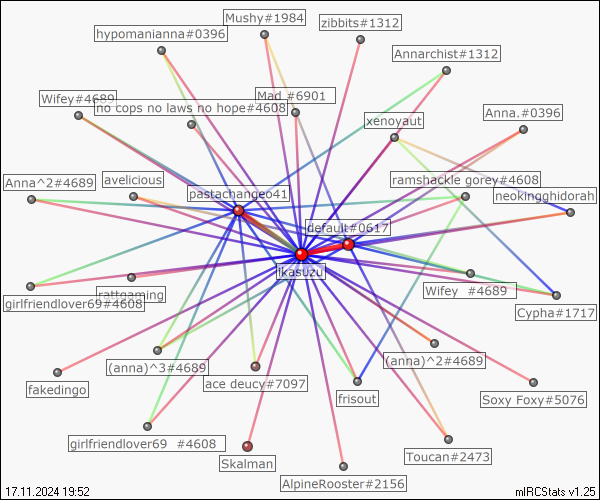 Mushy#1984
zibbits#1312
hypomanianna#0396
Annarchist#1312
Wifey#4689
no cops no laws no hope#4608
Mad_#6901
xenoyaut
Anna.#0396
Anna^2#4689
avelicious
pastachangeo41
ramshackle gorey#4608
neokingghidorah
default#0617
ikasuzu
girlfriendlover69#4608
rattgaming
Wifey_#4689
Cypha#1717
(anna)^3#4689
(anna)^2#4689
fakedingo
ace deucy#7097
frisout
Soxy Foxy#5076
girlfriendlover69_#4608
Skalman
Toucan#2473
AlpineRooster#2156
17.11.2024 19:52
mIRCStats v1.25